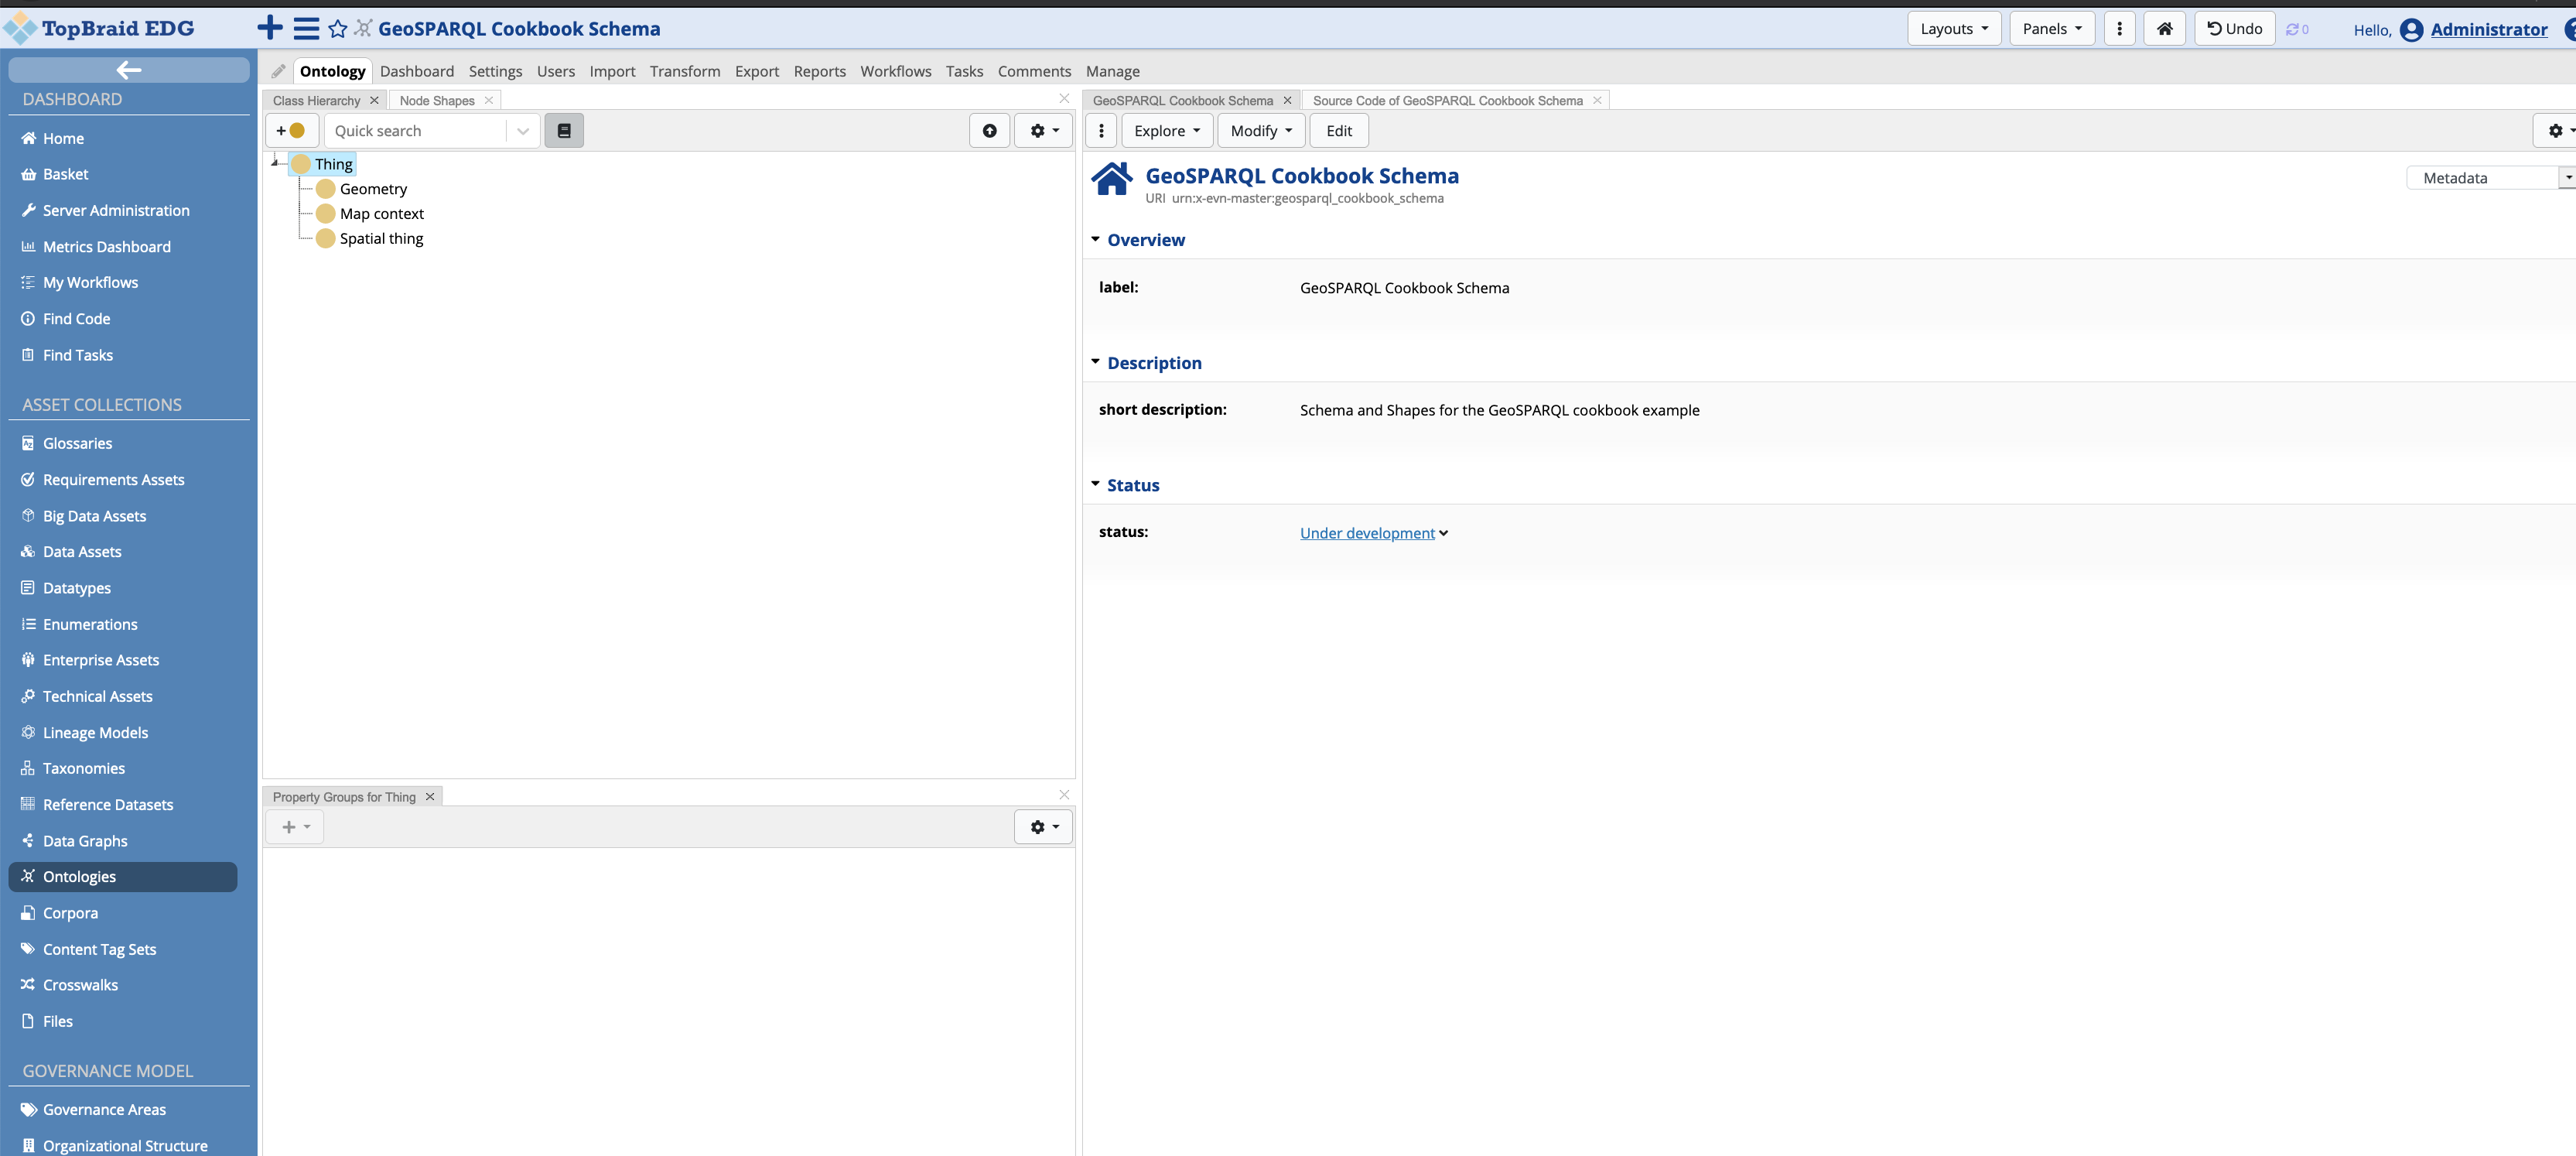 TopBraid EDG
GeoSPARQL Cookbook Schema
Layouts
Panels
Undo
0
Hello,
Administrator
DASHBOARD
Home
Basket
Server Administration
Metrics Dashboard
My Workflows
Find Code
Find Tasks
ASSET COLLECTIONS
Glossaries
Requirements Assets
Big Data Assets
Data Assets
Datatypes
Enumerations
Enterprise Assets
Technical Assets
Lineage Models
Taxonomies
Reference Datasets
Data Graphs
Ontologies
Corpora
Content Tag Sets
Crosswalks
Files
GOVERNANCE MODEL
Governance Areas
Organizational Structure
Ontology Dashboard Settings Users Import Transform Export Reports Workflows Tasks Comments Manage
Class Hierarchy
Node Shapes
Quick search
Thing
Geometry
Map context
Spatial thing
Property Groups for Thing
GeoSPARQL Cookbook Schema
Source Code of GeoSPARQL Cookbook Schema
Explore
Modify
Edit
GeoSPARQL Cookbook Schema
URI urn:x-evn-master:geosparql_cookbook_schema
Metadata
Overview
label: GeoSPARQL Cookbook Schema
Description
short description: Schema and Shapes for the GeoSPARQL cookbook example
Status
status: Under development